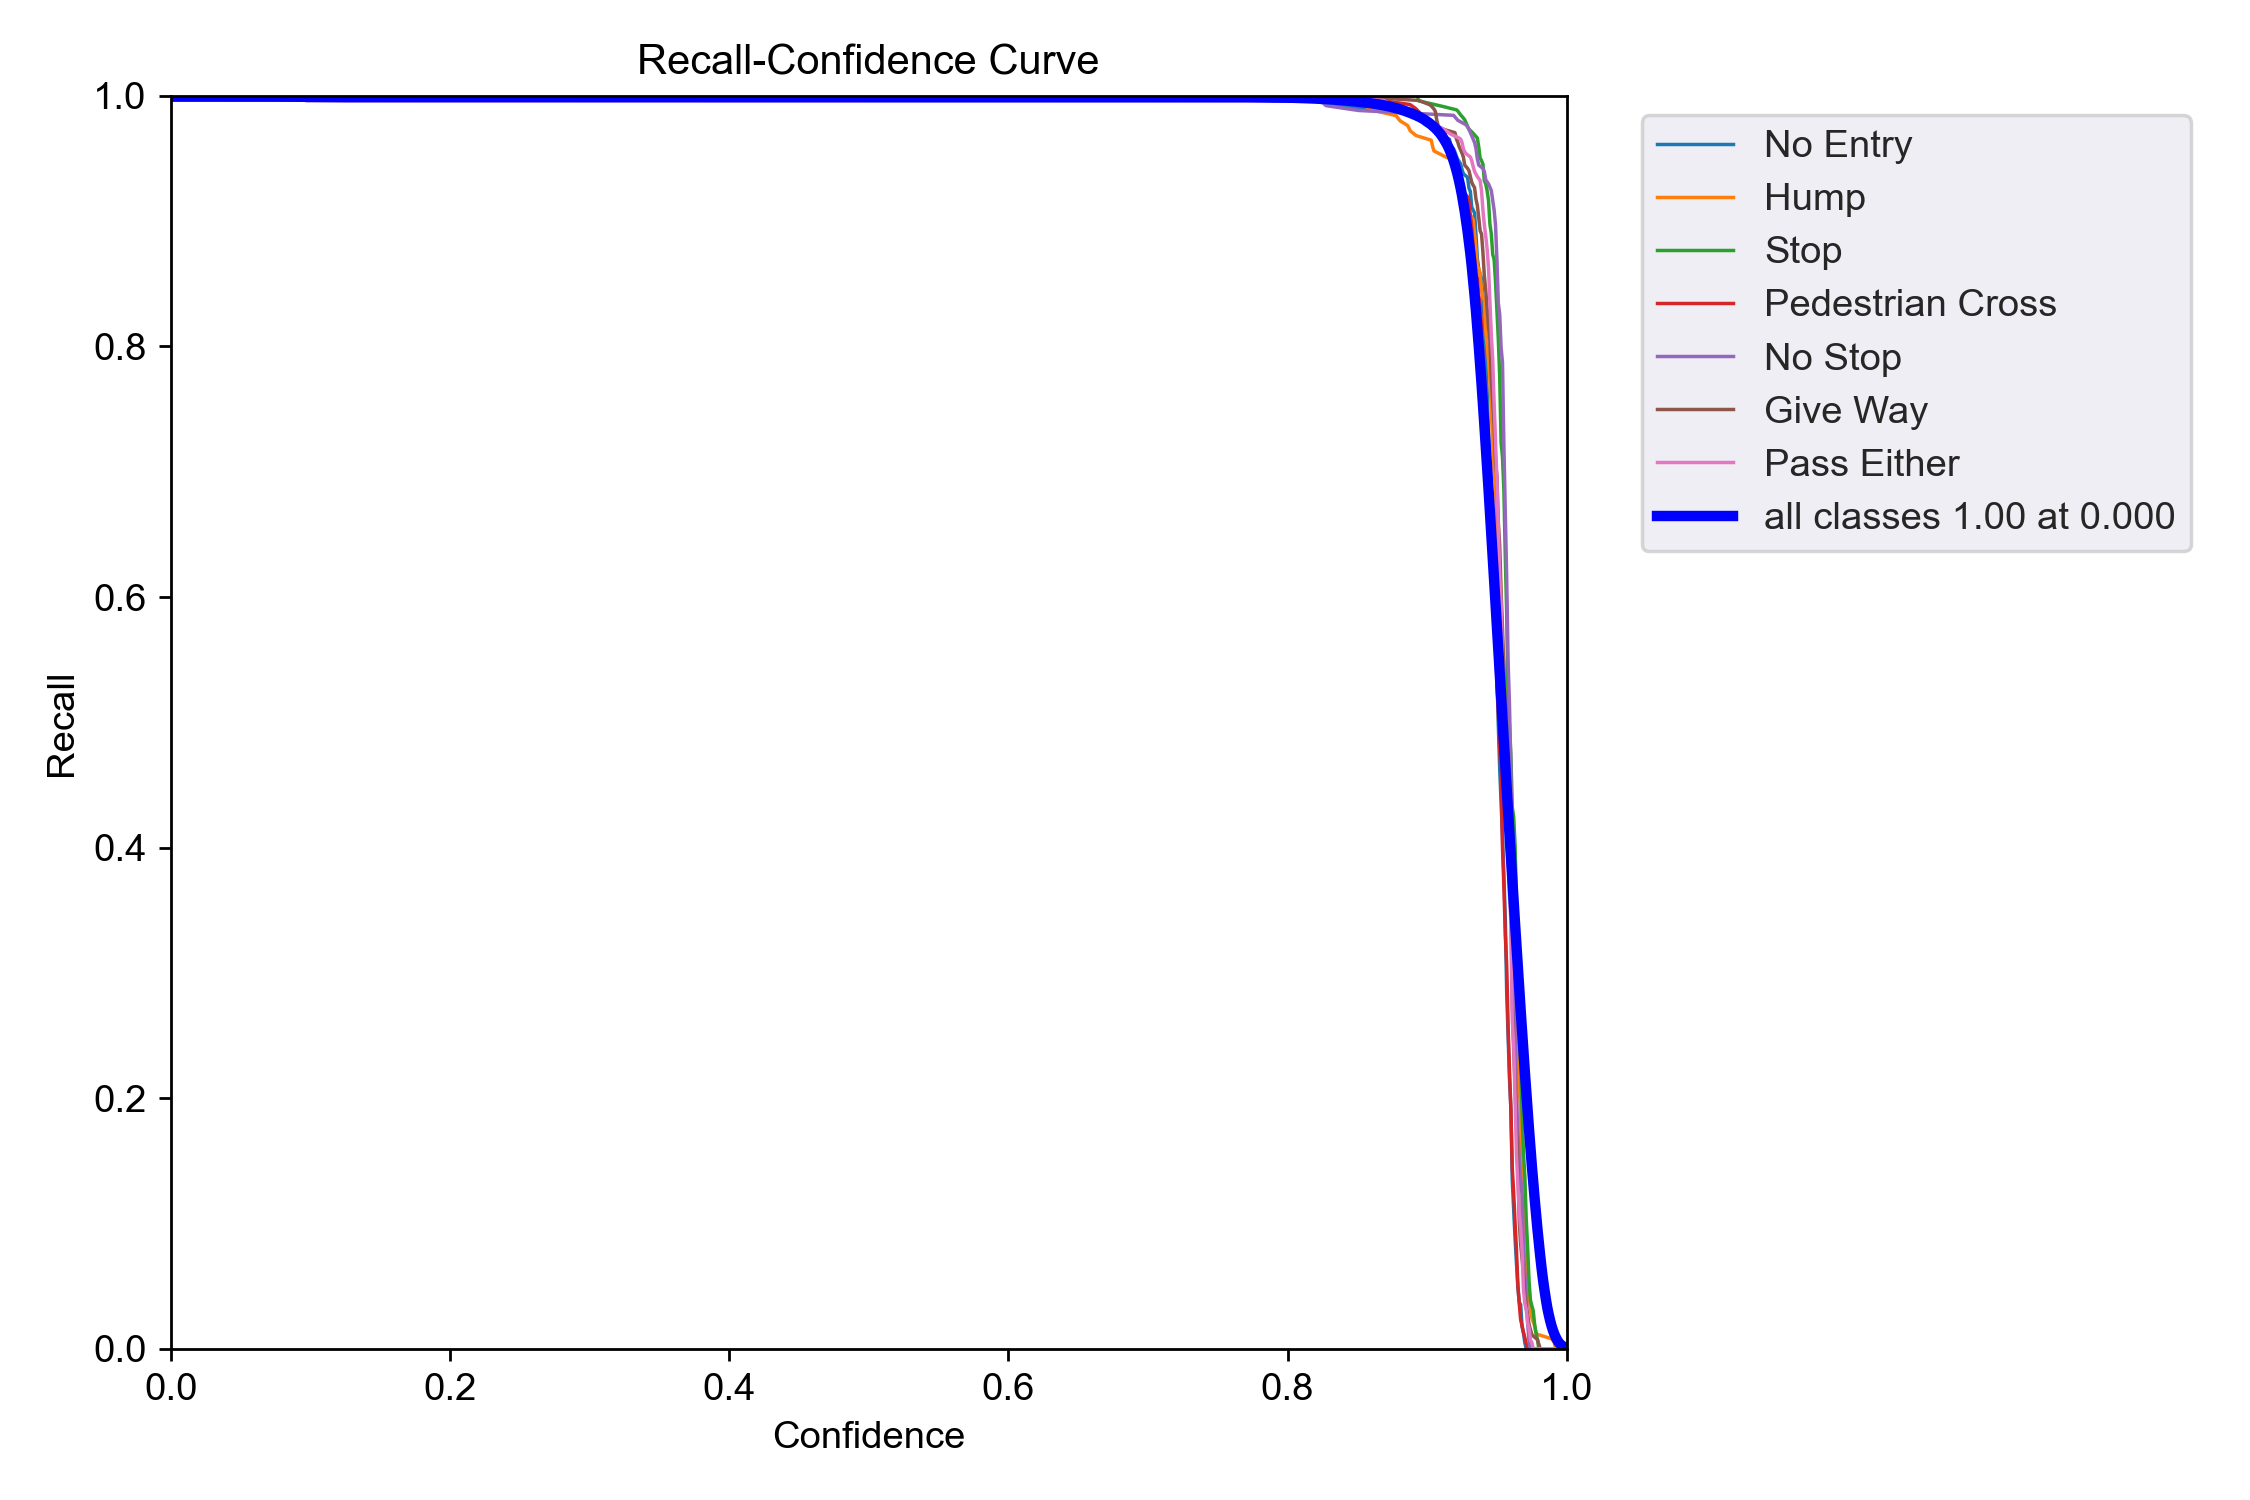 Recall-Confidence Curve
1.0
0.8
0.6
0.4
0.2
0.0
Recall
0.0 0.2 0.4 0.6 0.8 1.0
Confidence
No Entry
Hump
Stop
Pedestrian Cross
No Stop
Give Way
Pass Either
all classes 1.00 at 0.000